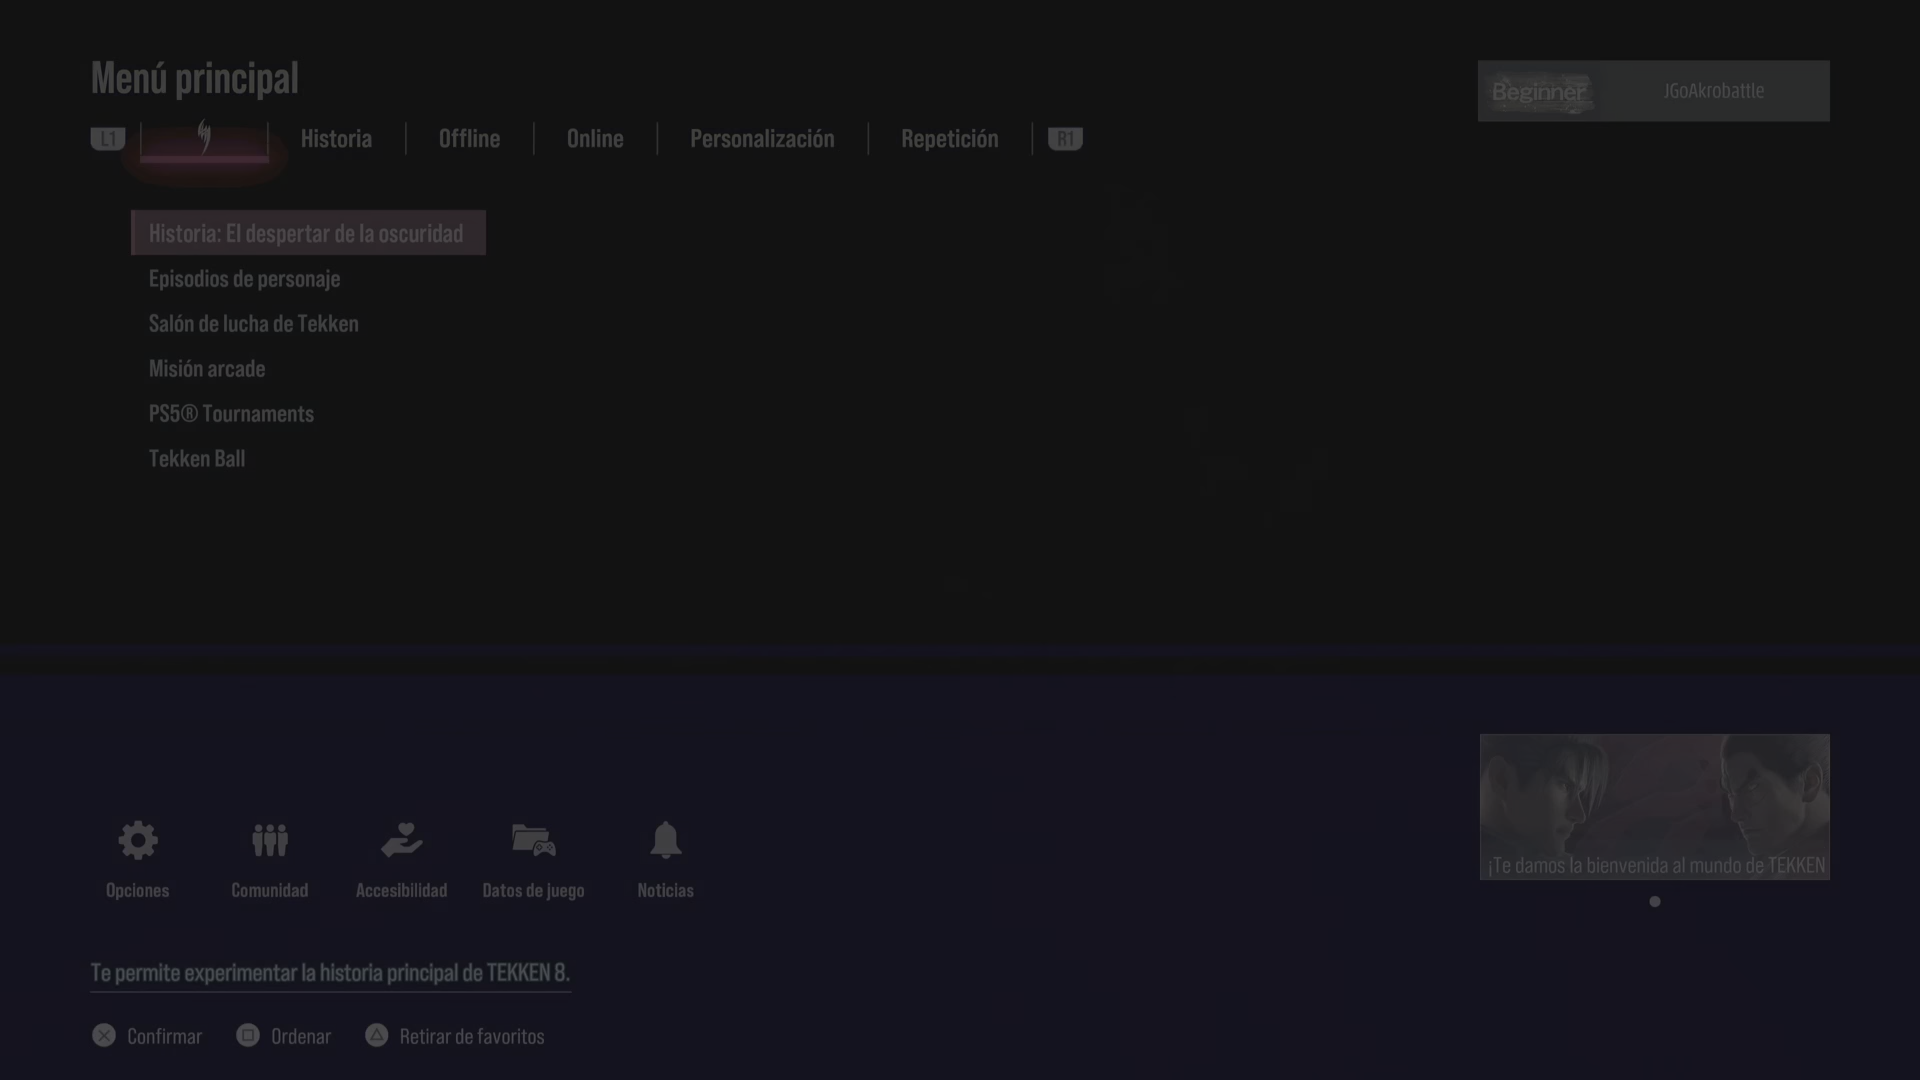 Menú principal
Beginner
JGoAkrobattle
L1
Historia
Offline
Online
Personalización
Repetición
R1
Historia: El despertar de la oscuridad
Episodios de personaje
Salón de lucha de Tekken
Misión arcade
PS5® Tournaments
Tekken Ball
¡Te damos la bienvenida al mundo de TEKKEN
Opciones
Comunidad
Accesibilidad
Datos de juego
Noticias
Te permite experimentar la historia principal de TEKKEN 8.
Confirmar
Ordenar
Retirar de favoritos